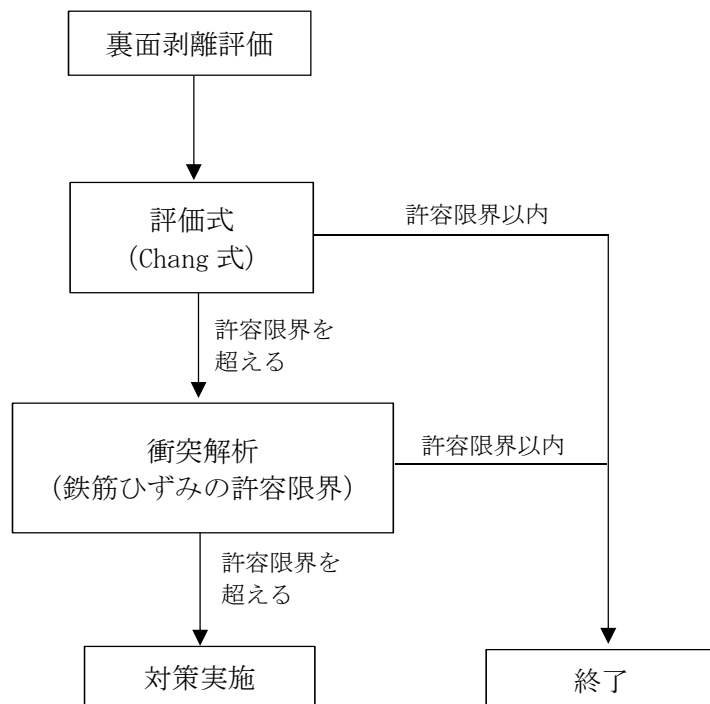 裏面剥離評価
評価式
(Chang 式)
許容限界以内
許容限界を
超える
衝突解析
(鉄筋ひずみの許容限界)
許容限界以内
許容限界を
超える
対策実施
終了